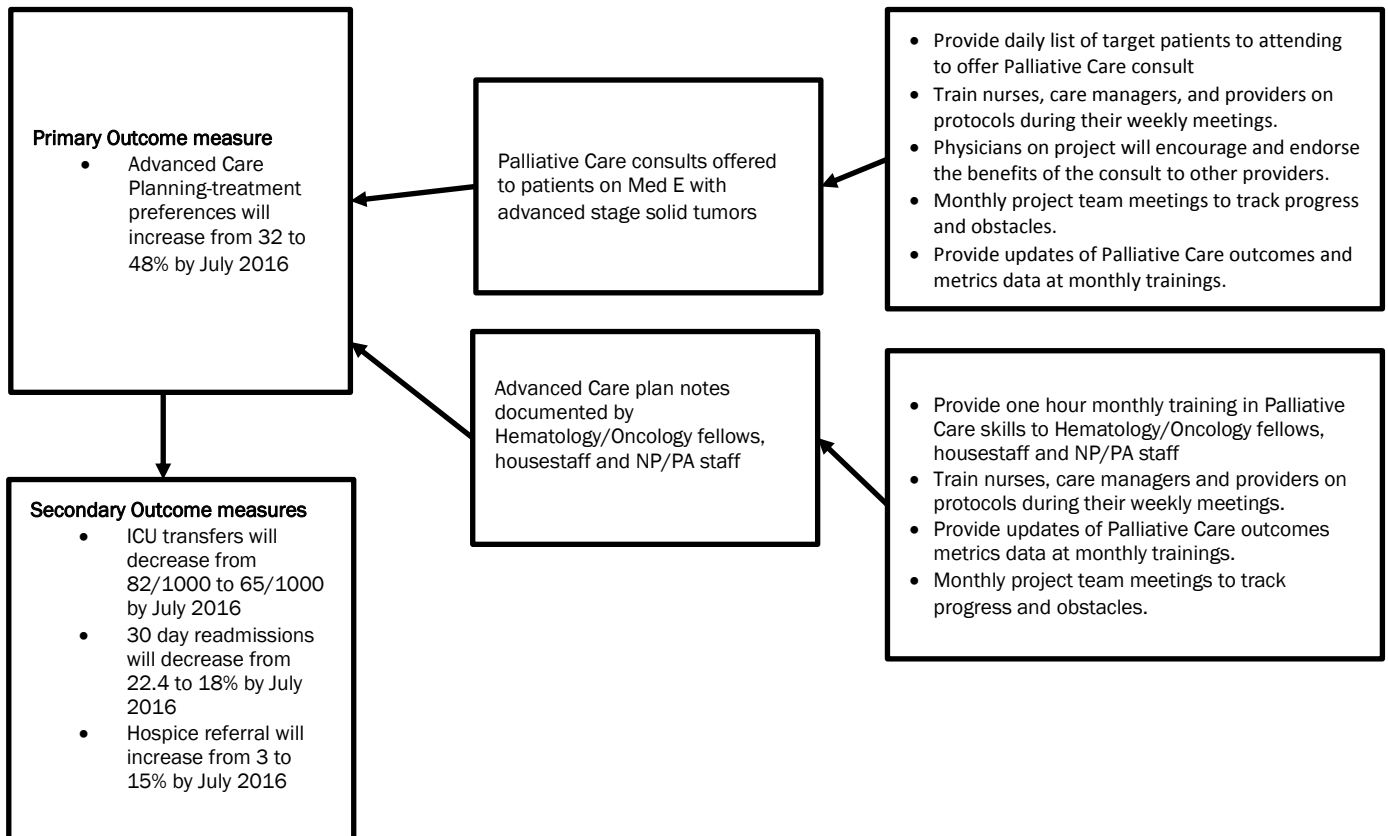 Primary Outcome measure
• Advanced Care
Planning-treatment
preferences will
increase from 32 to
48% by July 2016
Secondary Outcome measures
• ICU transfers will
decrease from
82/1000 to 65/1000
by July 2016
• 30 day readmissions
will decrease from
22.4 to 18% by July
2016
• Hospice referral will
increase from 3 to
15% by July 2016
Palliative Care consults offered
to patients on Med E with
advanced stage solid tumors
Advanced Care plan notes
documented by
Hematology/Oncology fellows,
housestaff and NP/PA staff
• Provide daily list of target patients to attending
to offer Palliative Care consult
• Train nurses, care managers, and providers on
protocols during their weekly meetings.
• Physicians on project will encourage and endorse
the benefits of the consult to other providers.
• Monthly project team meetings to track progress
and obstacles.
• Provide updates of Palliative Care outcomes and
metrics data at monthly trainings.
• Provide one hour monthly training in Palliative
Care skills to Hematology/Oncology fellows,
housestaff and NP/PA staff
• Train nurses, care managers and providers on
protocols during their weekly meetings.
• Provide updates of Palliative Care outcomes
metrics data at monthly trainings.
• Monthly project team meetings to track
progress and obstacles.